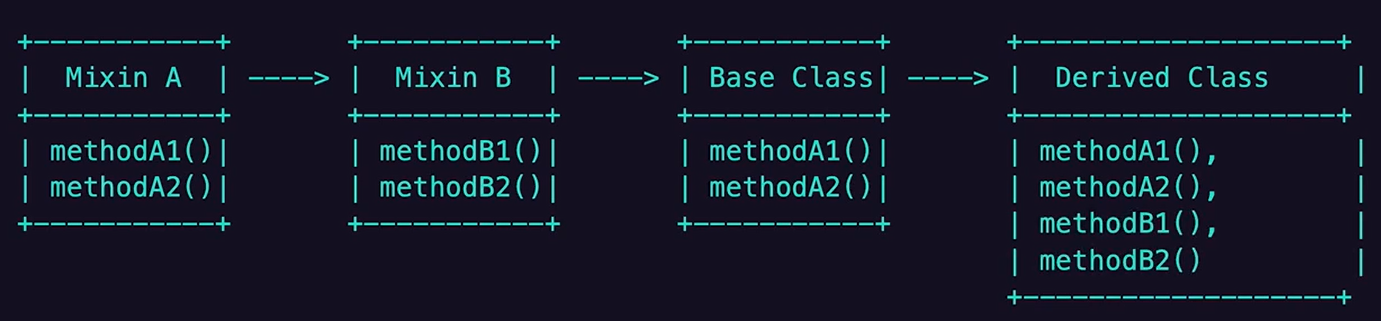 +-----------+       +-----------+       +-----------+       +-------------------+
|  Mixin A  | ----> |  Mixin B  | ----> | Base Class| ----> |  Derived Class     |
+-----------+       +-----------+       +-----------+       +-------------------+
| methodA1()|       | methodB1()|       | methodA1()|       | methodA1(),        |
| methodA2()|       | methodB2()|       | methodA2()|       | methodA2(),        |
+-----------+       +-----------+       +-----------+       | methodB1(),        |
                                                            | methodB2()         |
                                                            +-------------------+